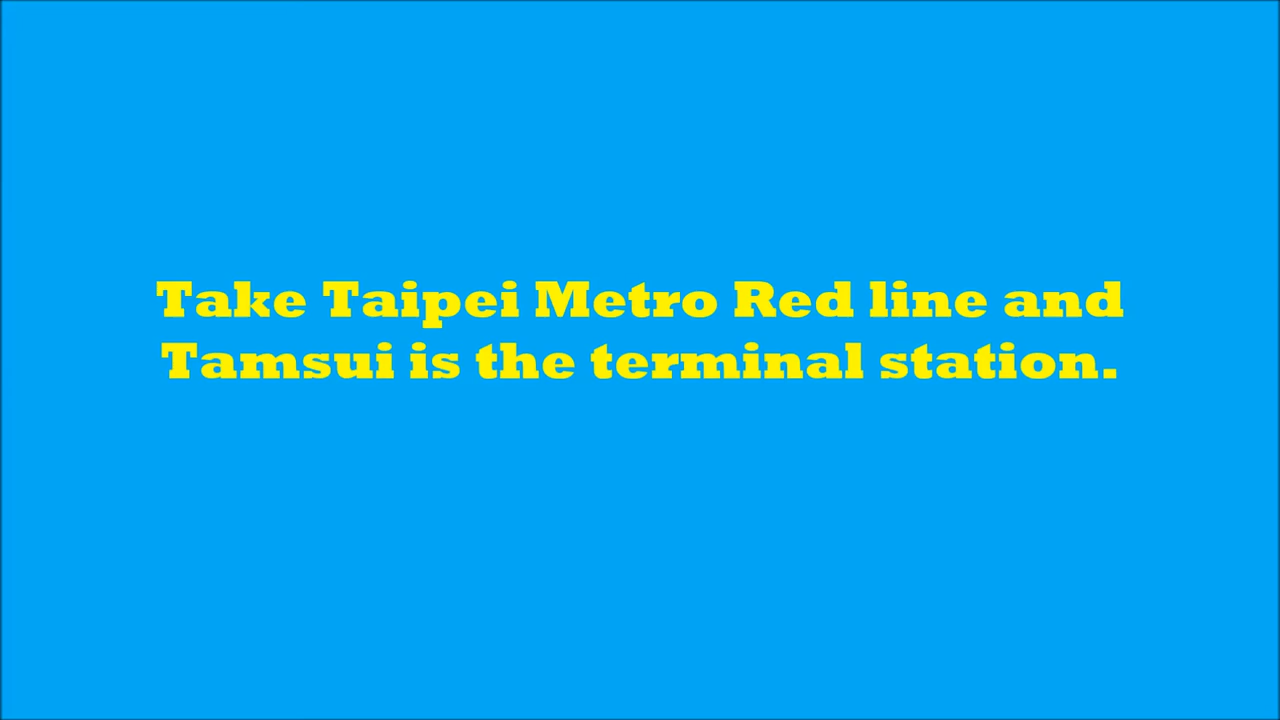 Take Taipei Metro Red line and
Tamsui is the terminal station.